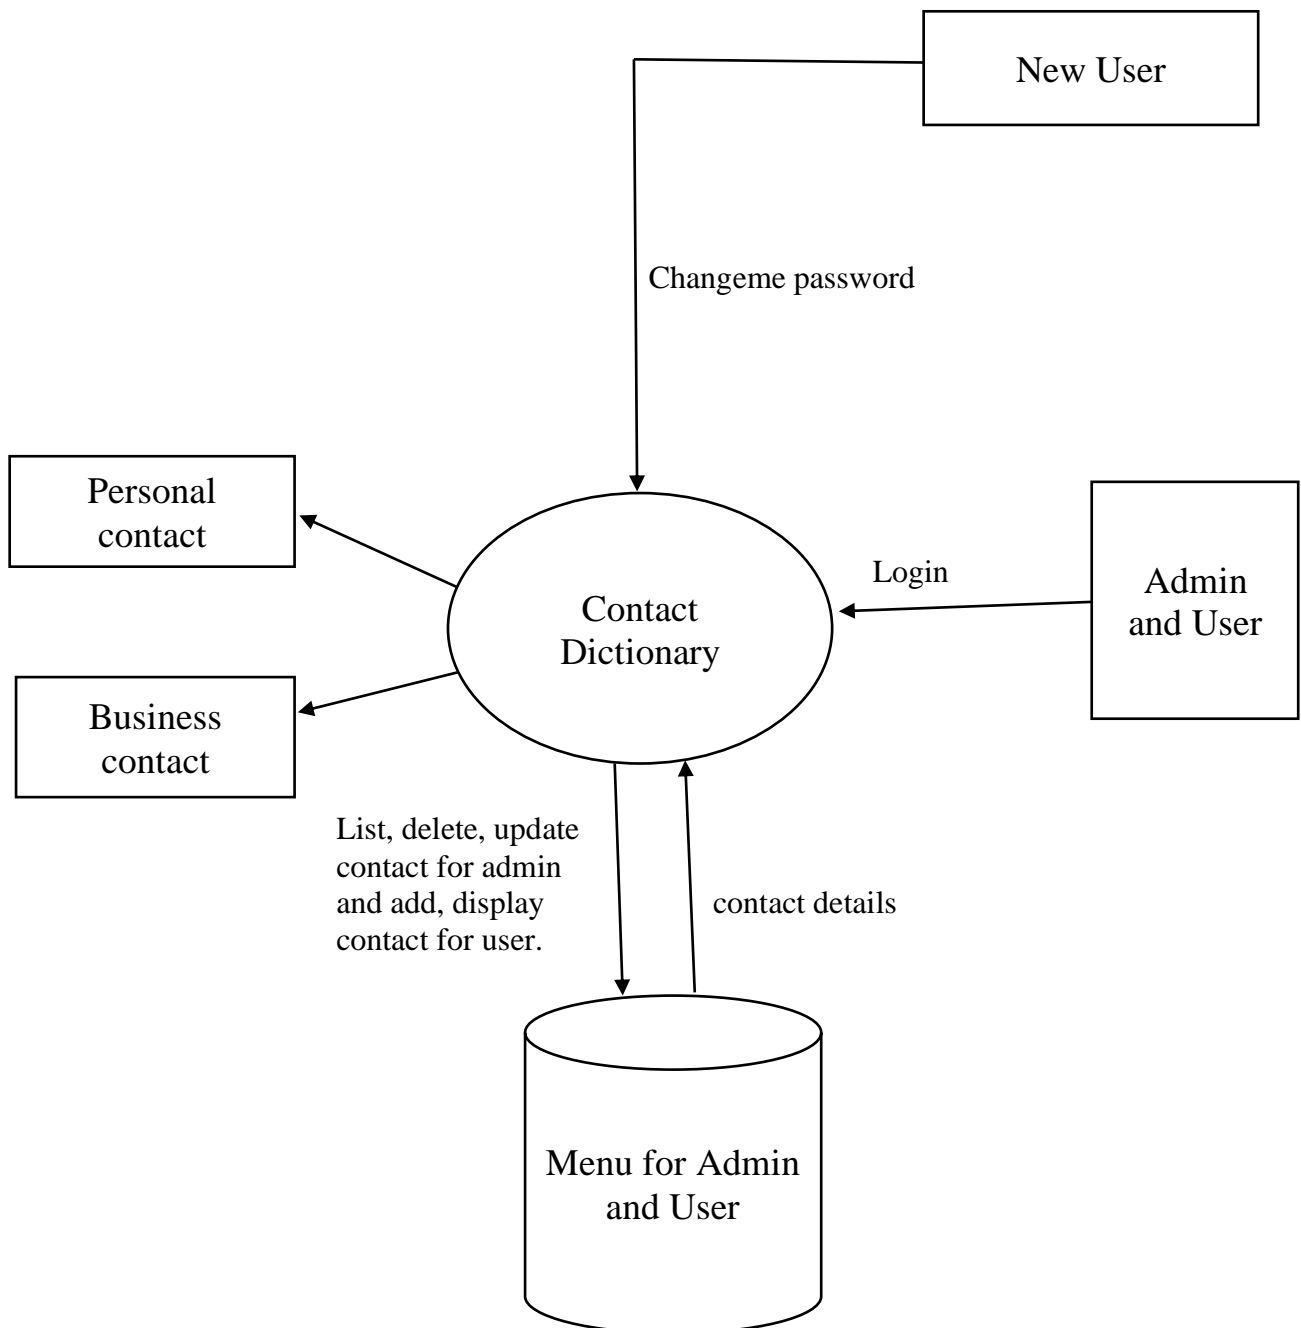 New User
Changeme password
Personal
contact
Login
Admin
and User
Contact
Dictionary
Business
contact
List, delete, update
contact for admin
and add, display
contact for user.
contact details
Menu for Admin
and User